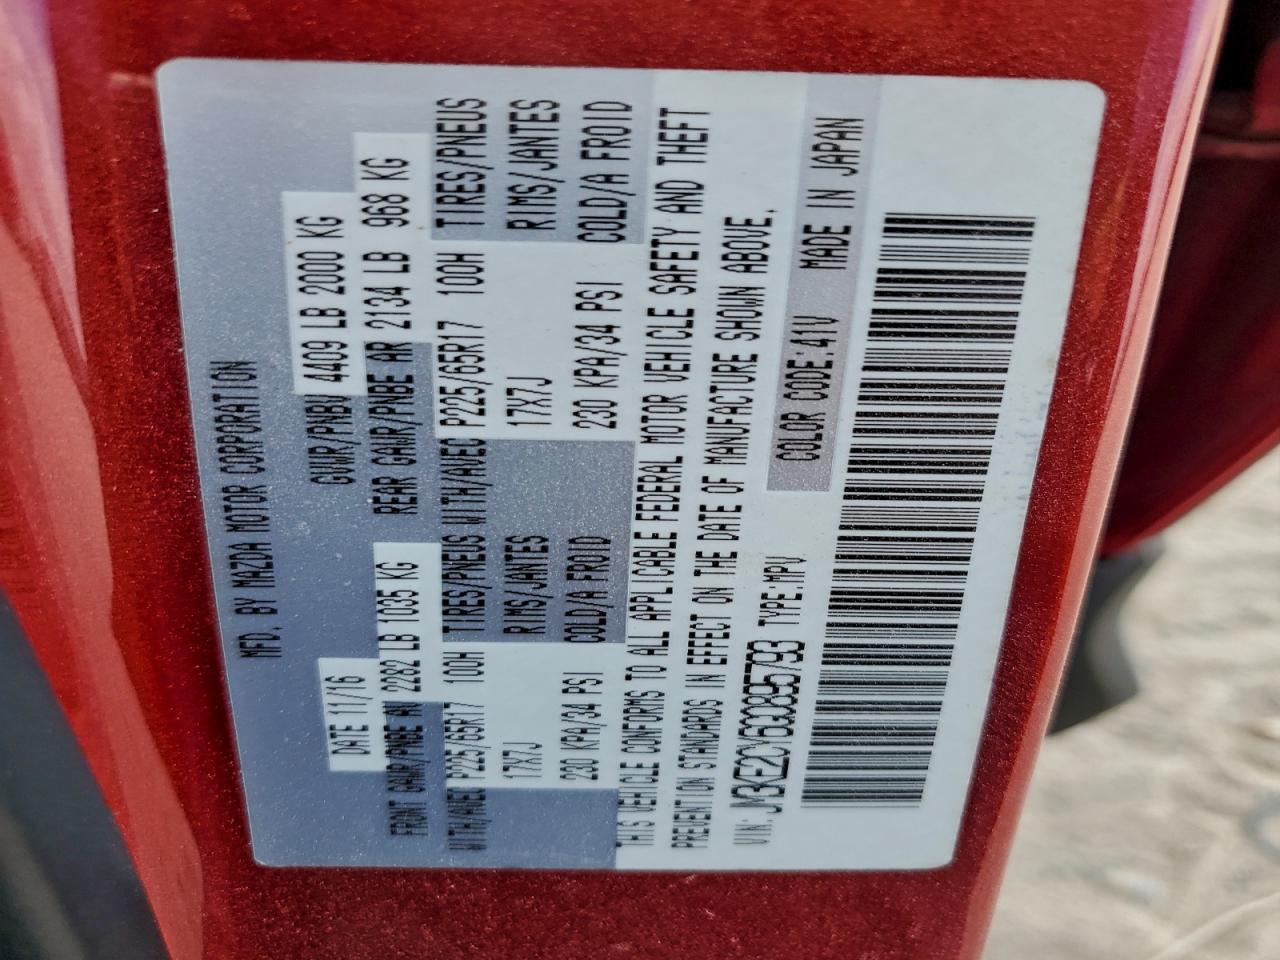 MFD. BY MAZDA MOTOR CORPORATION
DATE 11/16 GVWR/PNBV 4409 LB 2000 KG
FRONT GAWR/PNBE AV 2282 LB 1035 KG REAR GAWR/PNBE AR 2134 LB 968 KG
WITH/AVEC P225/65R17 100H TIRES/PNEUS WITH/AVEC P225/65R17 100H TIRES/PNEUS
17X7J RIMS/JANTES 17X7J RIMS/JANTES
230 KPA/34 PSI COLD/A FROID 230 KPA/34 PSI COLD/A FROID
THIS VEHICLE CONFORMS TO ALL APPLICABLE FEDERAL MOTOR VEHICLE SAFETY AND THEFT
PREVENTION STANDARDS IN EFFECT ON THE DATE OF MANUFACTURE SHOWN ABOVE.
VIN: TYPE:MPV COLOR CODE:41V MADE IN JAPAN